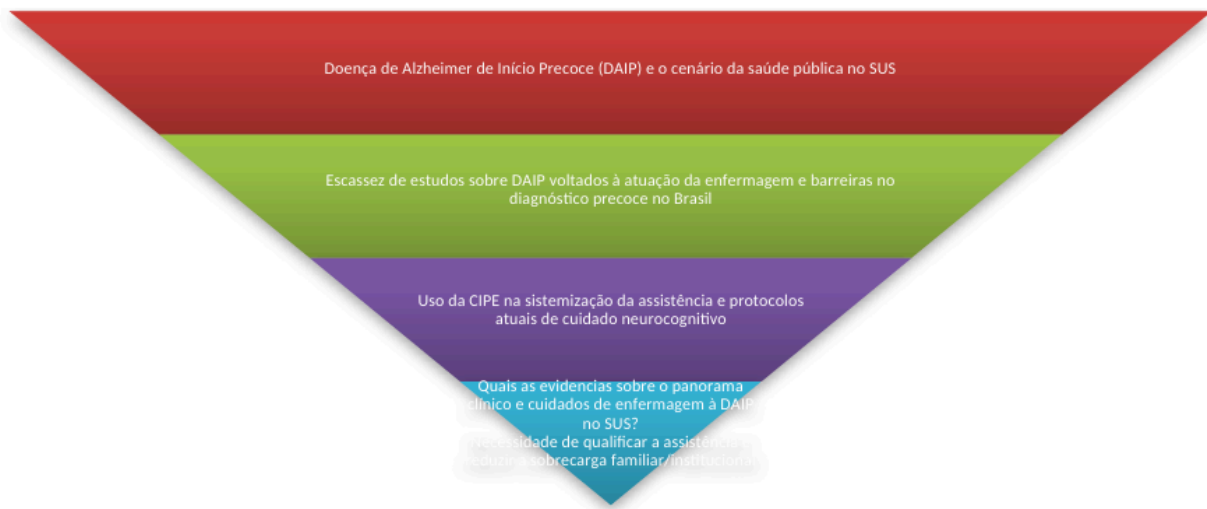 Doença de Alzheimer de Início Precoce (DAIP) e o cenário da saúde pública no SUS
Escassez de estudos sobre DAIP voltados à atuação da enfermagem e barreiras no
diagnóstico precoce no Brasil
Uso da CIPE na sistemização da assistência e protocolos
atuais de cuidado neurocognitivo
Quais as evidencias sobre o panorama
clínico e cuidados de enfermagem à DAIP
no SUS?
Necessidade de qualificar a assistência
sobrecarga familiar/institucional